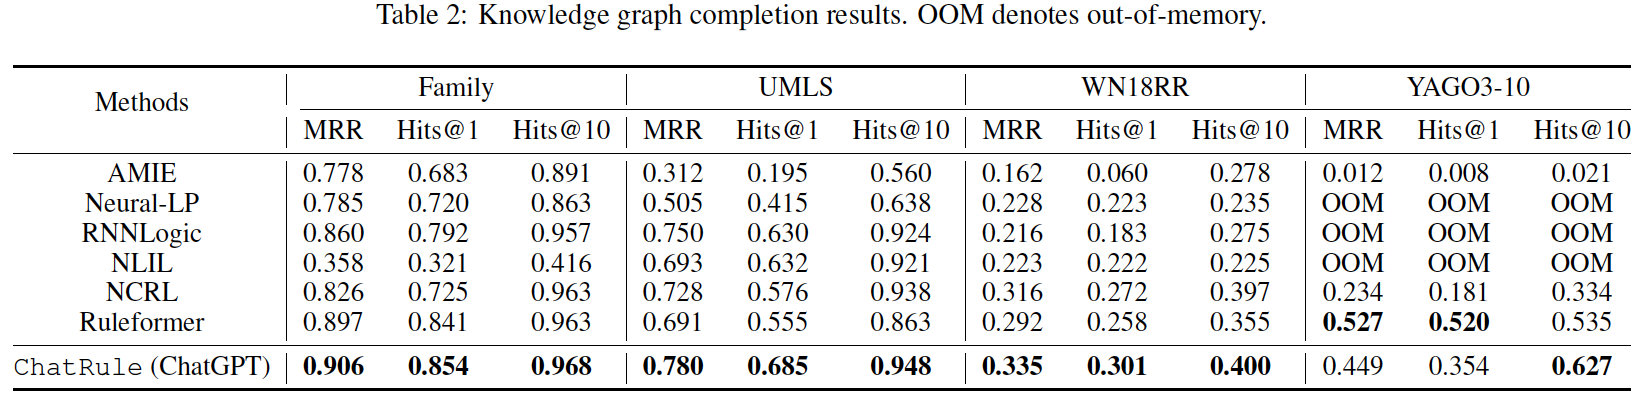 Table 2: Knowledge graph completion results. OOM denotes out-of-memory.
Methods Family UMLS WN18RR YAGO3-10
MRR Hits@1 Hits@10 MRR Hits@1 Hits@10 MRR Hits@1 Hits@10 MRR Hits@1 Hits@10
AMIE 0.778 0.683 0.891 0.312 0.195 0.560 0.162 0.060 0.278 0.012 0.008 0.021
Neural-LP 0.785 0.720 0.863 0.505 0.415 0.638 0.228 0.223 0.235 OOM OOM OOM
RNNLogic 0.860 0.792 0.957 0.750 0.630 0.924 0.216 0.183 0.275 OOM OOM OOM
NLIL 0.358 0.321 0.416 0.693 0.632 0.921 0.223 0.222 0.225 OOM OOM OOM
NCRL 0.826 0.725 0.963 0.728 0.576 0.938 0.316 0.272 0.397 0.234 0.181 0.334
Ruleformer 0.897 0.841 0.963 0.691 0.555 0.863 0.292 0.258 0.355 0.527 0.520 0.535
ChatRule (ChatGPT) 0.906 0.854 0.968 0.780 0.685 0.948 0.335 0.301 0.400 0.449 0.354 0.627